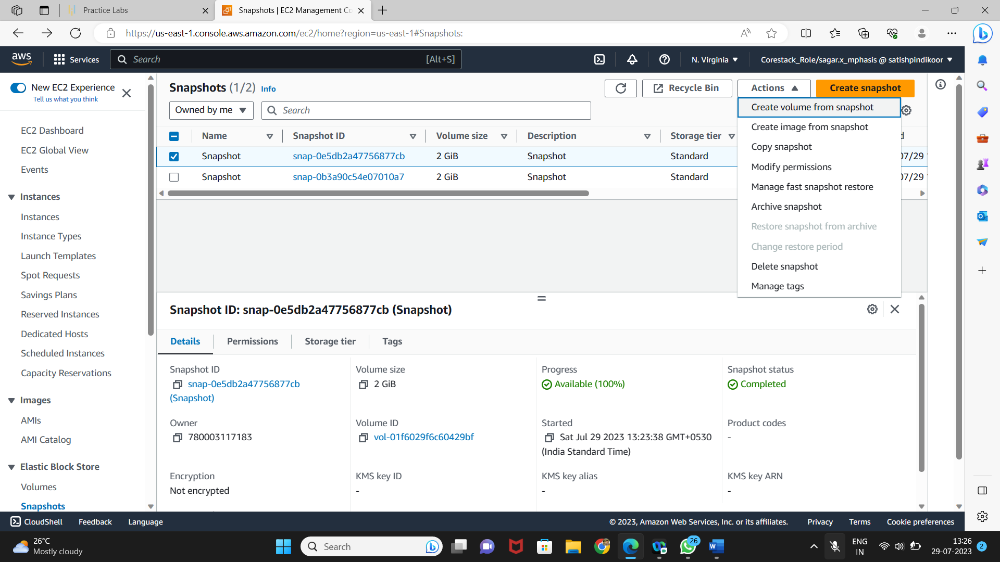 Practice Labs
Snapshots | EC2 Management Co
https://us-east-1.console.aws.amazon.com/ec2/home?region=us-east-1#Snapshots:
aws
Services
Search
[Alt+S]
N. Virginia
Corestack_Role/sagar.x_mphasis @ satishpindikoor
New EC2 Experience
Tell us what you think
EC2 Dashboard
EC2 Global View
Events
Instances
Instances
Instance Types
Launch Templates
Spot Requests
Savings Plans
Reserved Instances
Dedicated Hosts
Scheduled Instances
Capacity Reservations
Images
AMIs
AMI Catalog
Elastic Block Store
Volumes
Snapshots
Snapshots (1/2) Info
Recycle Bin
Actions
Create snapshot
Owned by me
Search
Name Snapshot ID Volume size Description Storage tier
Snapshot snap-0e5db2a47756877cb 2 GiB Snapshot Standard 07/29
Snapshot snap-0b3a90c54e07010a7 2 GiB Snapshot Standard 07/29
Create volume from snapshot
Create image from snapshot
Copy snapshot
Modify permissions
Manage fast snapshot restore
Archive snapshot
Restore snapshot from archive
Change restore period
Delete snapshot
Manage tags
Snapshot ID: snap-0e5db2a47756877cb (Snapshot)
Details Permissions Storage tier Tags
Snapshot ID
snap-0e5db2a47756877cb
(Snapshot)
Volume size
2 GiB
Progress
Available (100%)
Snapshot status
Completed
Owner
780003117183
Volume ID
vol-01f6029f6c60429bf
Started
Sat Jul 29 2023 13:23:38 GMT+0530
(India Standard Time)
Product codes
-
Encryption
Not encrypted
KMS key ID
-
KMS key alias
-
KMS key ARN
-
CloudShell Feedback Language
© 2023, Amazon Web Services, Inc. or its affiliates. Privacy Terms Cookie preferences
26°C
Mostly cloudy
Search
26
ENG
IN
13:26
29-07-2023
2